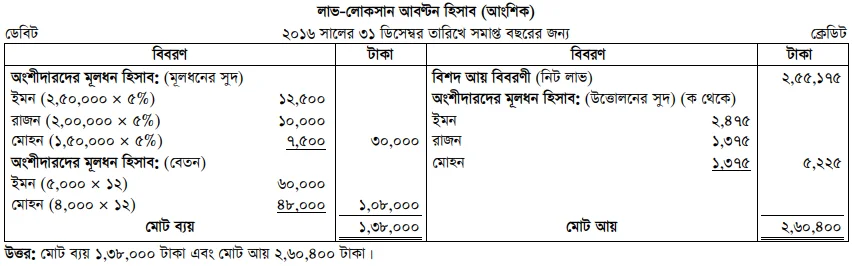 লাভ-লোকসান আবণ্টন হিসাব (আংশিক)
ডেবিট ২০১৬ সালের ৩১ ডিসেম্বর তারিখে সমাপ্ত বছরের জন্য ক্রেডিট
বিবরণ টাকা বিবরণ টাকা
অংশীদারদের মূলধন হিসাব: (মূলধনের সুদ) বিশদ আয় বিবরণী (নিট লাভ) ২,৫৫,১৭৫
ইমন (২,৫০,০০০ × ৫%) ১২,৫০০ অংশীদারদের মূলধন হিসাব: (উত্তোলনের সুদ) (ক থেকে)
রাজন (২,০০,০০০ × ৫%) ১০,০০০ ইমন ২,৪৭৫
মোহন (১,৫০,০০০ × ৫%) ৭,৫০০ ৩০,০০০ রাজন ১,৩৭৫
অংশীদারদের মূলধন হিসাব: (বেতন) মোহন ১,৩৭৫ ৫,২২৫
ইমন (৫,০০০ × ১২) ৬০,০০০
মোহন (৪,০০০ × ১২) ৪৮,০০০ ১,০৮,০০০
মোট ব্যয় ১,৩৮,০০০ মোট আয় ২,৬০,৪০০
উত্তর: মোট ব্যয় ১,৩৮,০০০ টাকা এবং মোট আয় ২,৬০,৪০০ টাকা।